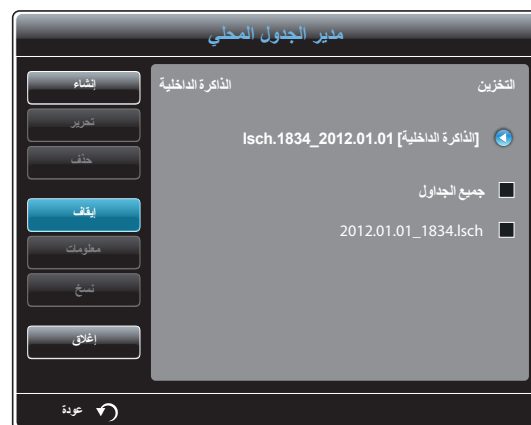 مدير الجدول المحلي
التخزين الذاكرة الداخلية
[الذاكرة الداخلية] lsch.1834_2012.01.01
جميع الجداول
2012.01.01_1834.lsch
إنشاء
تحرير
حذف
إيقاف
معلومات
نسخ
إغلاق
عودة